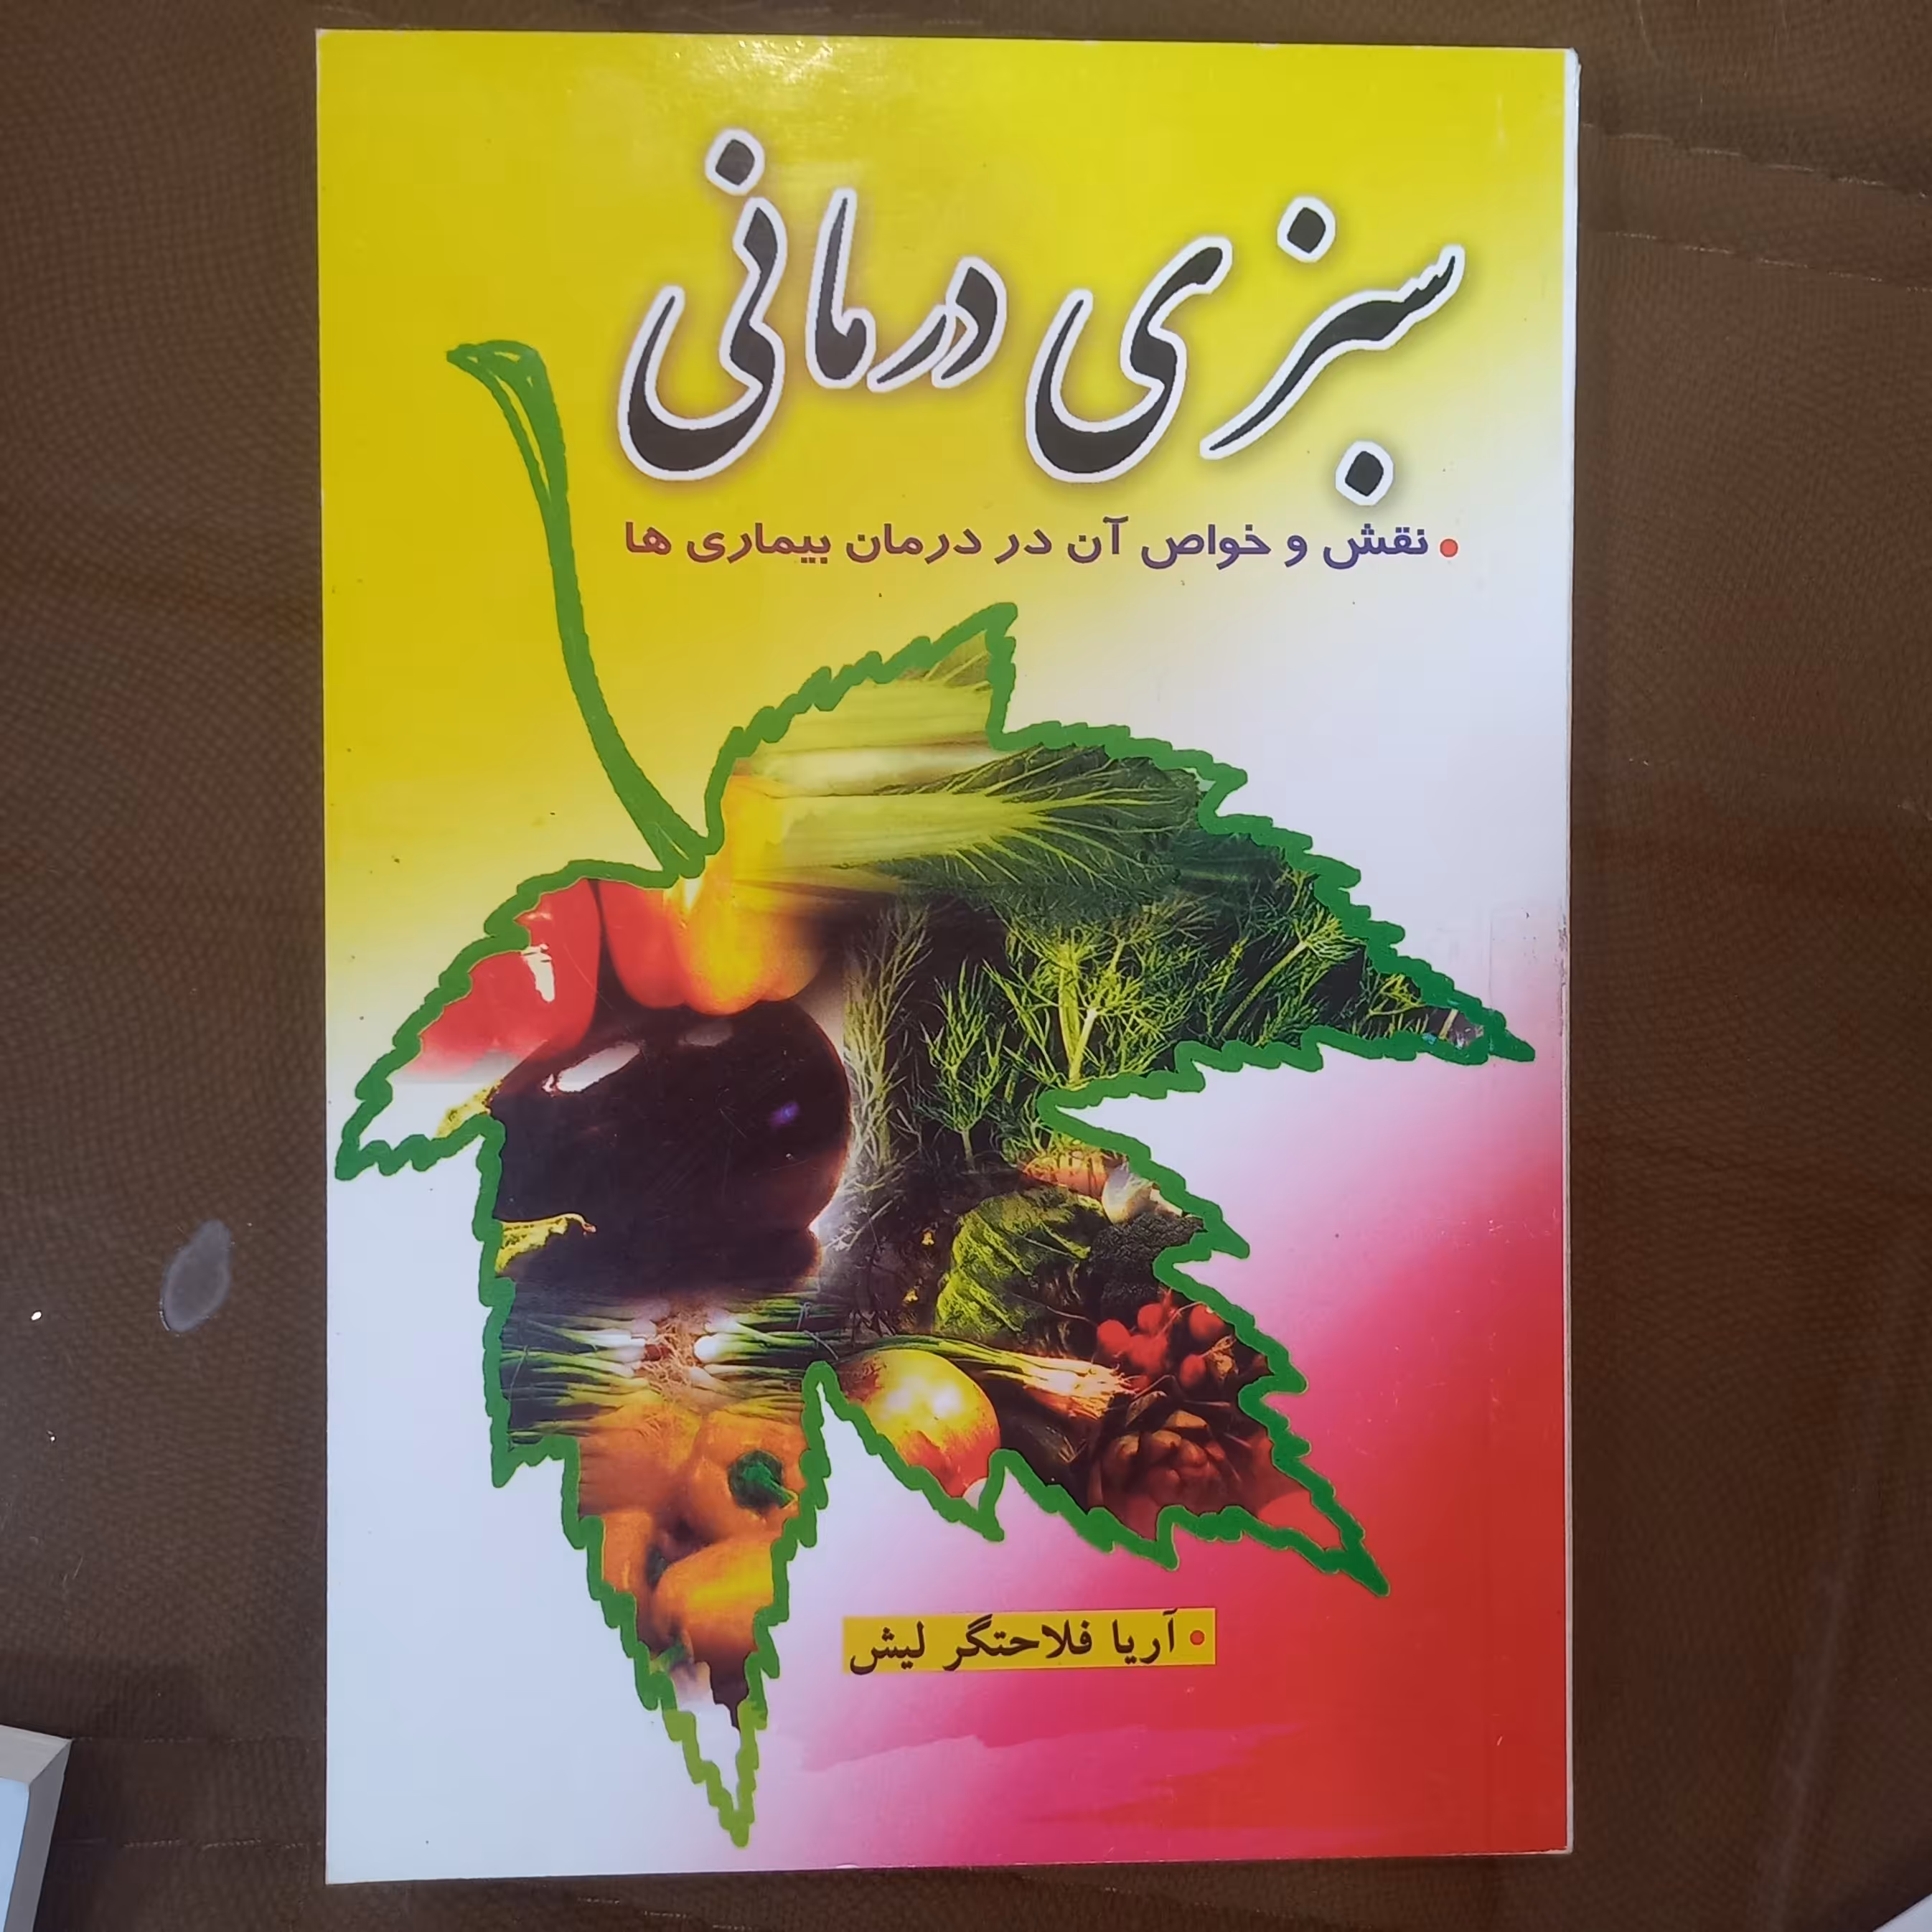 سبزی درمانی
• نقش و خواص آن در درمان بیماری ها
• آریا فلاحتگر لیش